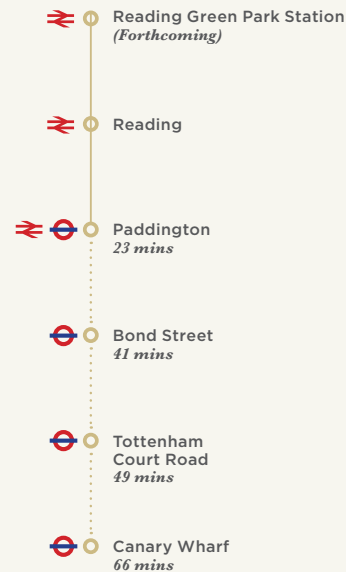 Reading Green Park Station
(Forthcoming)
Reading
Paddington
23 mins
Bond Street
41 mins
Tottenham
Court Road
49 mins
Canary Wharf
66 mins